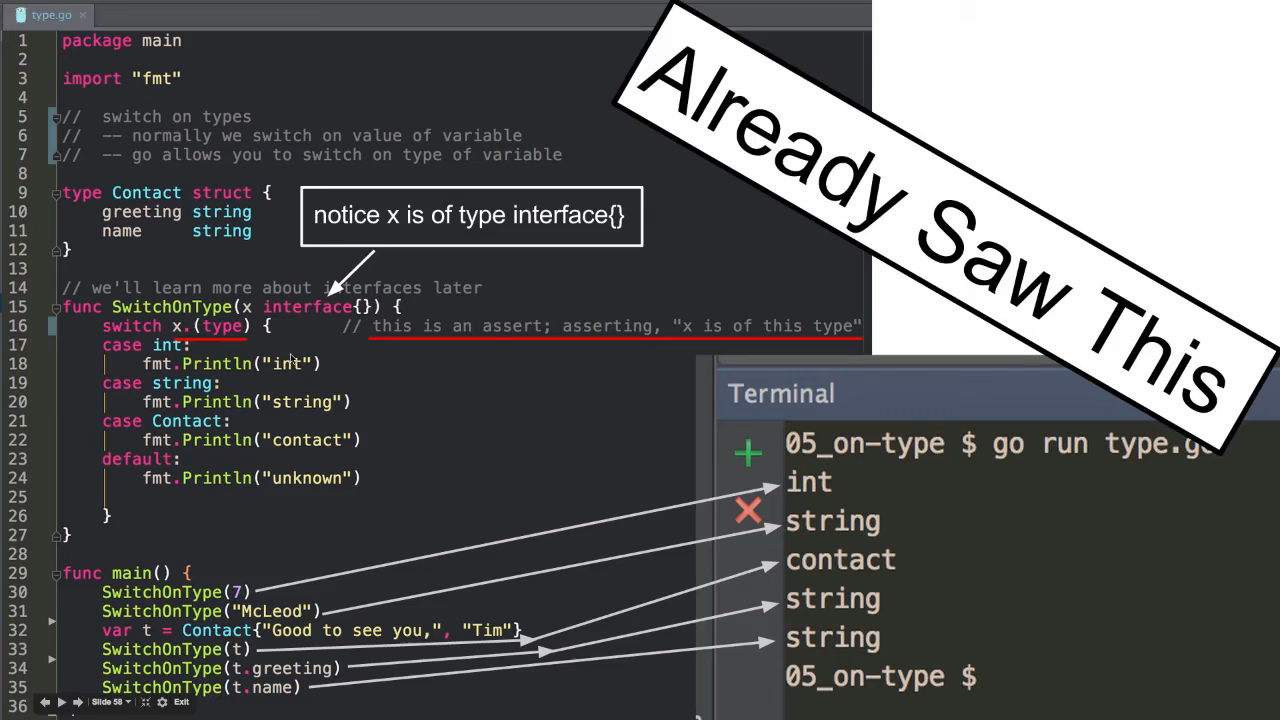 type.go ×
1 package main
2
3 import "fmt"
4
5 // switch on types
6 // -- normally we switch on value of variable
7 // -- go allows you to switch on type of variable
8
9 type Contact struct {
10 greeting string
11 name string
12 }
13
14 // we'll learn more about interfaces later
15 func SwitchOnType(x interface{}) {
16 switch x.(type) { // this is an assert; asserting, "x is of this type"
17 case int:
18 fmt.Println("int")
19 case string:
20 fmt.Println("string")
21 case Contact:
22 fmt.Println("contact")
23 default:
24 fmt.Println("unknown")
25
26 }
27 }
28
29 func main() {
30 SwitchOnType(7)
31 SwitchOnType("McLeod")
32 var t = Contact{"Good to see you,", "Tim"}
33 SwitchOnType(t)
34 SwitchOnType(t.greeting)
35 SwitchOnType(t.name)
36
notice x is of type interface{}
Already Saw This
Terminal
05_on-type $ go run type.go
int
string
contact
string
string
05_on-type $
Slide 58
Exit